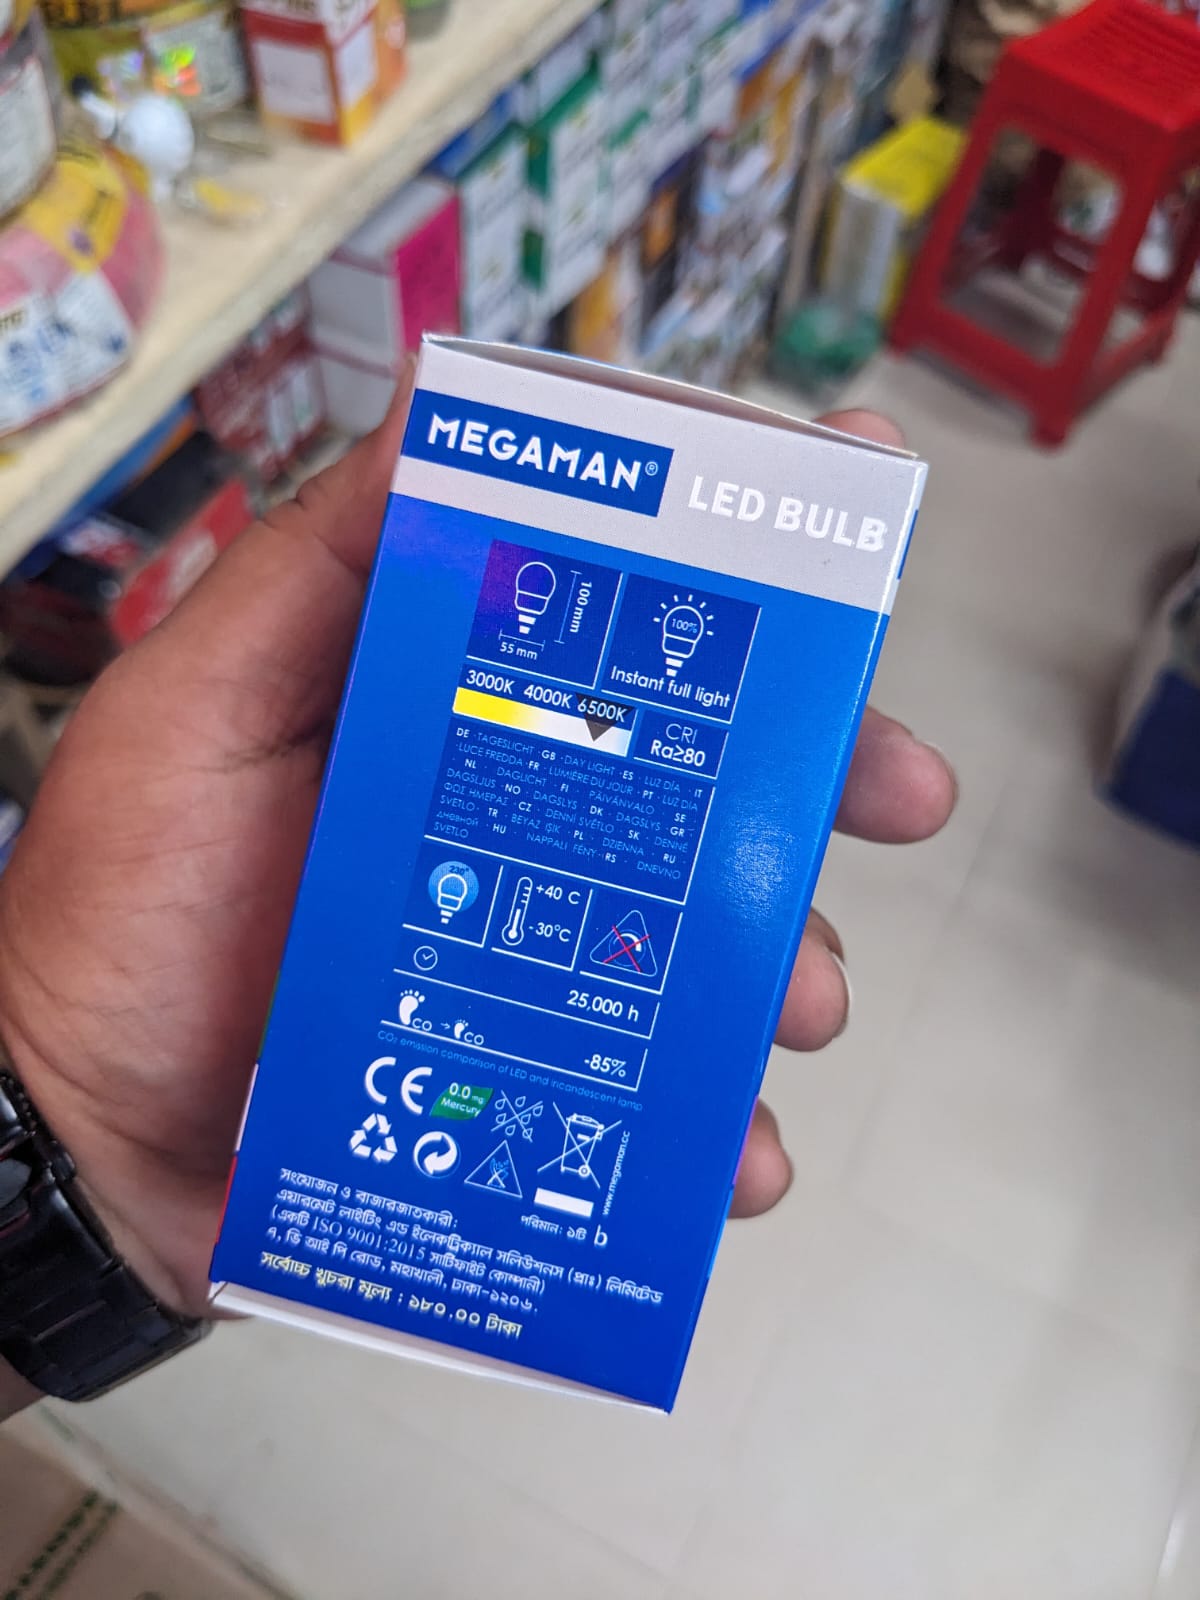 MEGAMAN®
LED BULB
100 mm
55 mm
100%
Instant full light
3000K 4000K 6500K
CRI
Ra≥80
DE · TAGESLICHT · GB · DAY LIGHT · ES · LUZ DÍA · IT
· LUCE FREDDA · FR · LUMIÈRE DU JOUR · PT · LUZ DIA
· NL · DAGLICHT · FI · PÄIVÄNVALO · SE ·
DAGSLJUS · NO · DAGSLYS · DK · DAGSLYS · GR ·
ΦΩΣ ΗΜΕΡΑΣ · CZ · DENNÍ SVĚTLO · SK · DENNÉ
SVETLO · TR · BEYAZ IŞIK · PL · DZIENNA · RU ·
ДНЕВНОЙ · HU · NAPPALI FÉNY · RS · DNEVNO
SVETLO
230°
+40 C
-30°C
25,000 h
CO → CO
-85%
CO₂ emission comparison of LED and incandescent lamp
CE
0.0 mg
Mercury
www.megaman.cc
পরিমান: ১টি b
সংযোজন ও বাজারজাতকারী:
এয়ারমেট লাইটিং এন্ড ইলেকট্রিক্যাল সলিউশনস (প্রাঃ) লিমিটেড
(একটি ISO 9001:2015 সার্টিফাইট কোম্পানী)
৭, ভি আই পি রোড, মহাখালী, ঢাকা-১২০৬.
সর্বোচ্চ খুচরা মূল্য : ১৮০.০০ টাকা